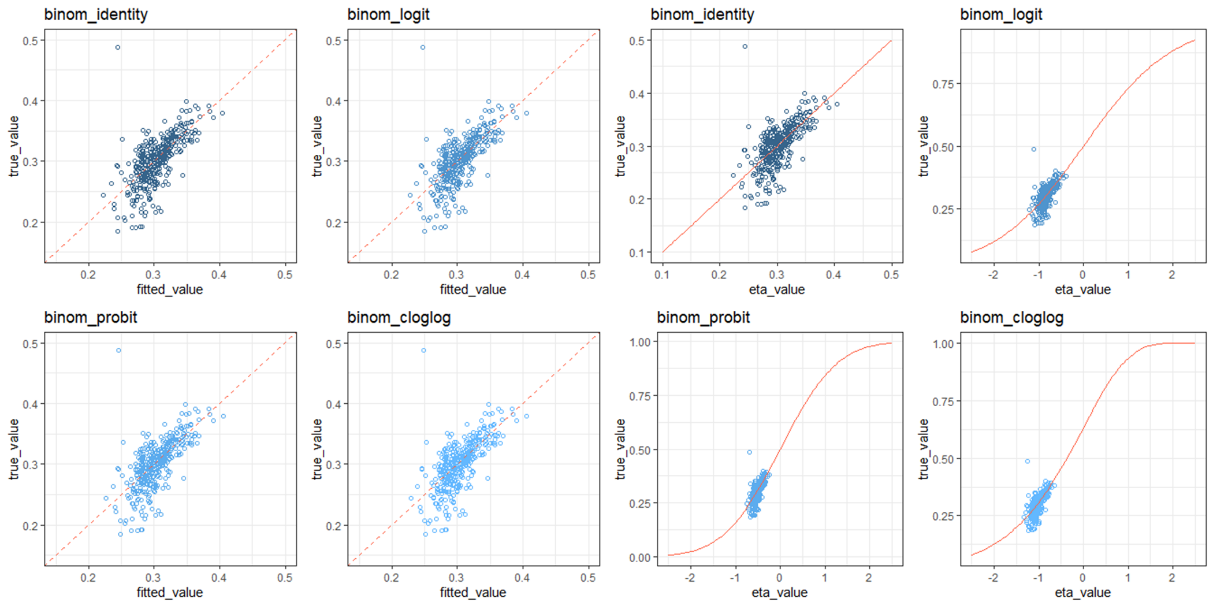 binom_identity
binom_logit
binom_identity
binom_logit
0.5
0.4
0.3
0.2
true_value
0.2 0.3 0.4 0.5
fitted_value
0.5
0.4
0.3
0.2
true_value
0.2 0.3 0.4 0.5
fitted_value
0.5
0.4
0.3
0.2
0.1
true_value
0.1 0.2 0.3 0.4 0.5
eta_value
0.75
0.50
0.25
true_value
-2 -1 0 1 2
eta_value
binom_probit
binom_cloglog
binom_probit
binom_cloglog
0.5
0.4
0.3
0.2
true_value
0.2 0.3 0.4 0.5
fitted_value
0.5
0.4
0.3
0.2
true_value
0.2 0.3 0.4 0.5
fitted_value
1.00
0.75
0.50
0.25
0.00
true_value
-2 -1 0 1 2
eta_value
1.00
0.75
0.50
0.25
true_value
-2 -1 0 1 2
eta_value